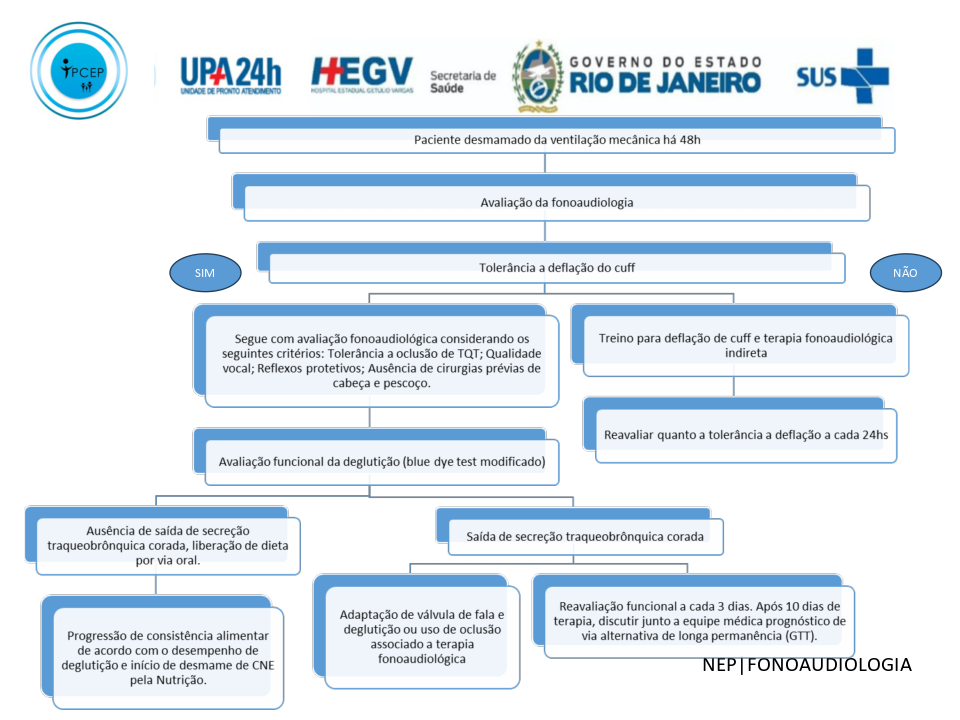 PCEP
UPA24h
UNIDADE DE PRONTO ATENDIMENTO
HEGV
HOSPITAL ESTADUAL GETULIO VARGAS
Secretaria de
Saúde
GOVERNO DO ESTADO
RIO DE JANEIRO
SUS
Paciente desmamado da ventilação mecânica há 48h
Avaliação da fonoaudiologia
SIM
Tolerância a deflação do cuff
NÃO
Segue com avaliação fonoaudiológica considerando os
seguintes critérios: Tolerância a oclusão de TQT; Qualidade
vocal; Reflexos protetivos; Ausência de cirurgias prévias de
cabeça e pescoço.
Treino para deflação de cuff e terapia fonoaudiológica
indireta
Reavaliar quanto a tolerância a deflação a cada 24hs
Avaliação funcional da deglutição (blue dye test modificado)
Ausência de saída de secreção
traqueobrônquica corada, liberação de dieta
por via oral.
Saída de secreção traqueobrônquica corada
Progressão de consistência alimentar
de acordo com o desempenho de
deglutição e início de desmame de CNE
pela Nutrição.
Adaptação de válvula de fala e
deglutição ou uso de oclusão
associado a terapia
fonoaudiológica
Reavaliação funcional a cada 3 dias. Após 10 dias de
terapia, discutir junto a equipe médica prognóstico de
via alternativa de longa permanência (GTT).
NEP|FONOAUDIOLOGIA